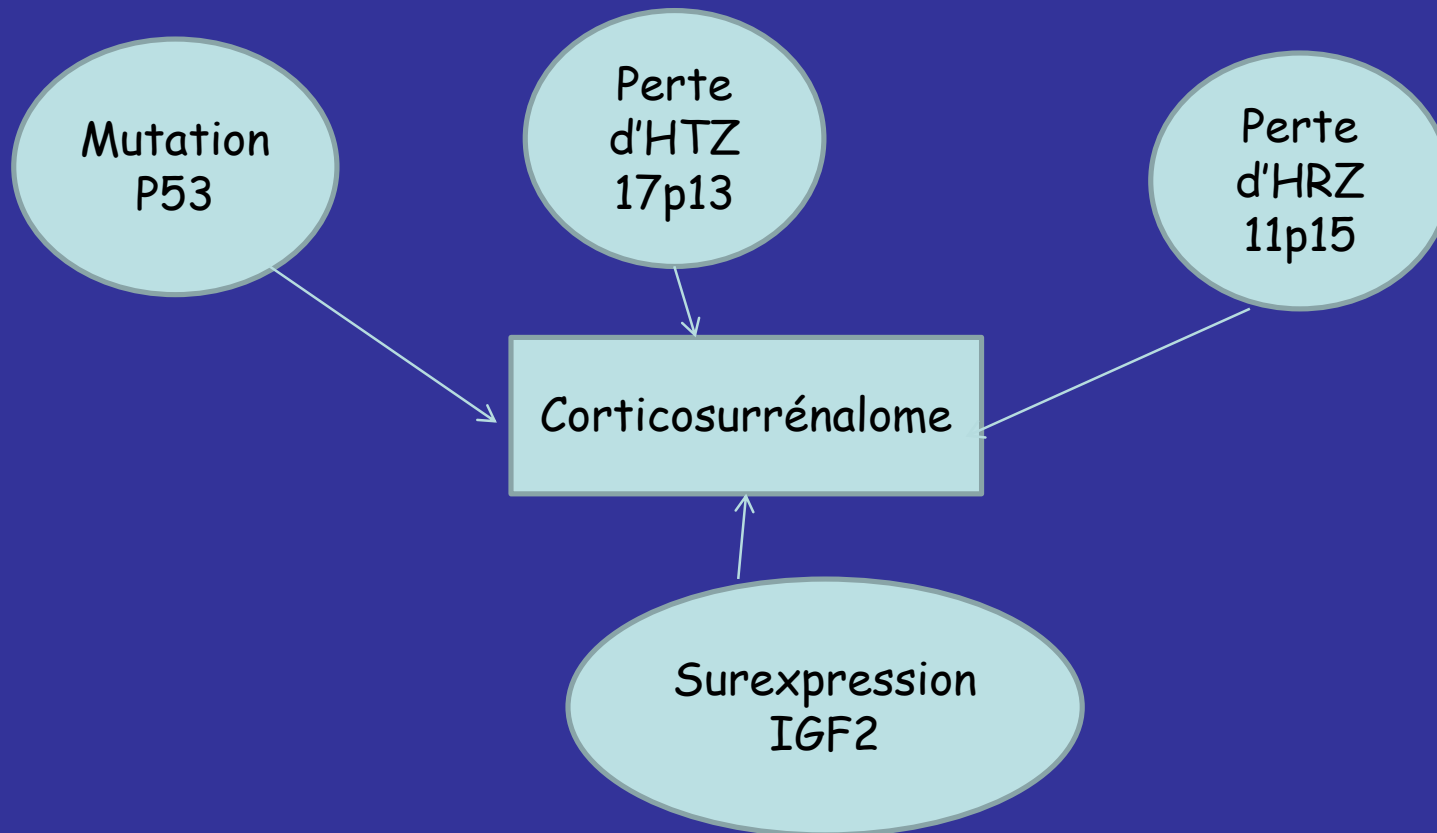 Mutation
P53
Perte
d'HTZ
17p13
Perte
d'HRZ
11p15
Corticosurrénalome
Surexpression
IGF2